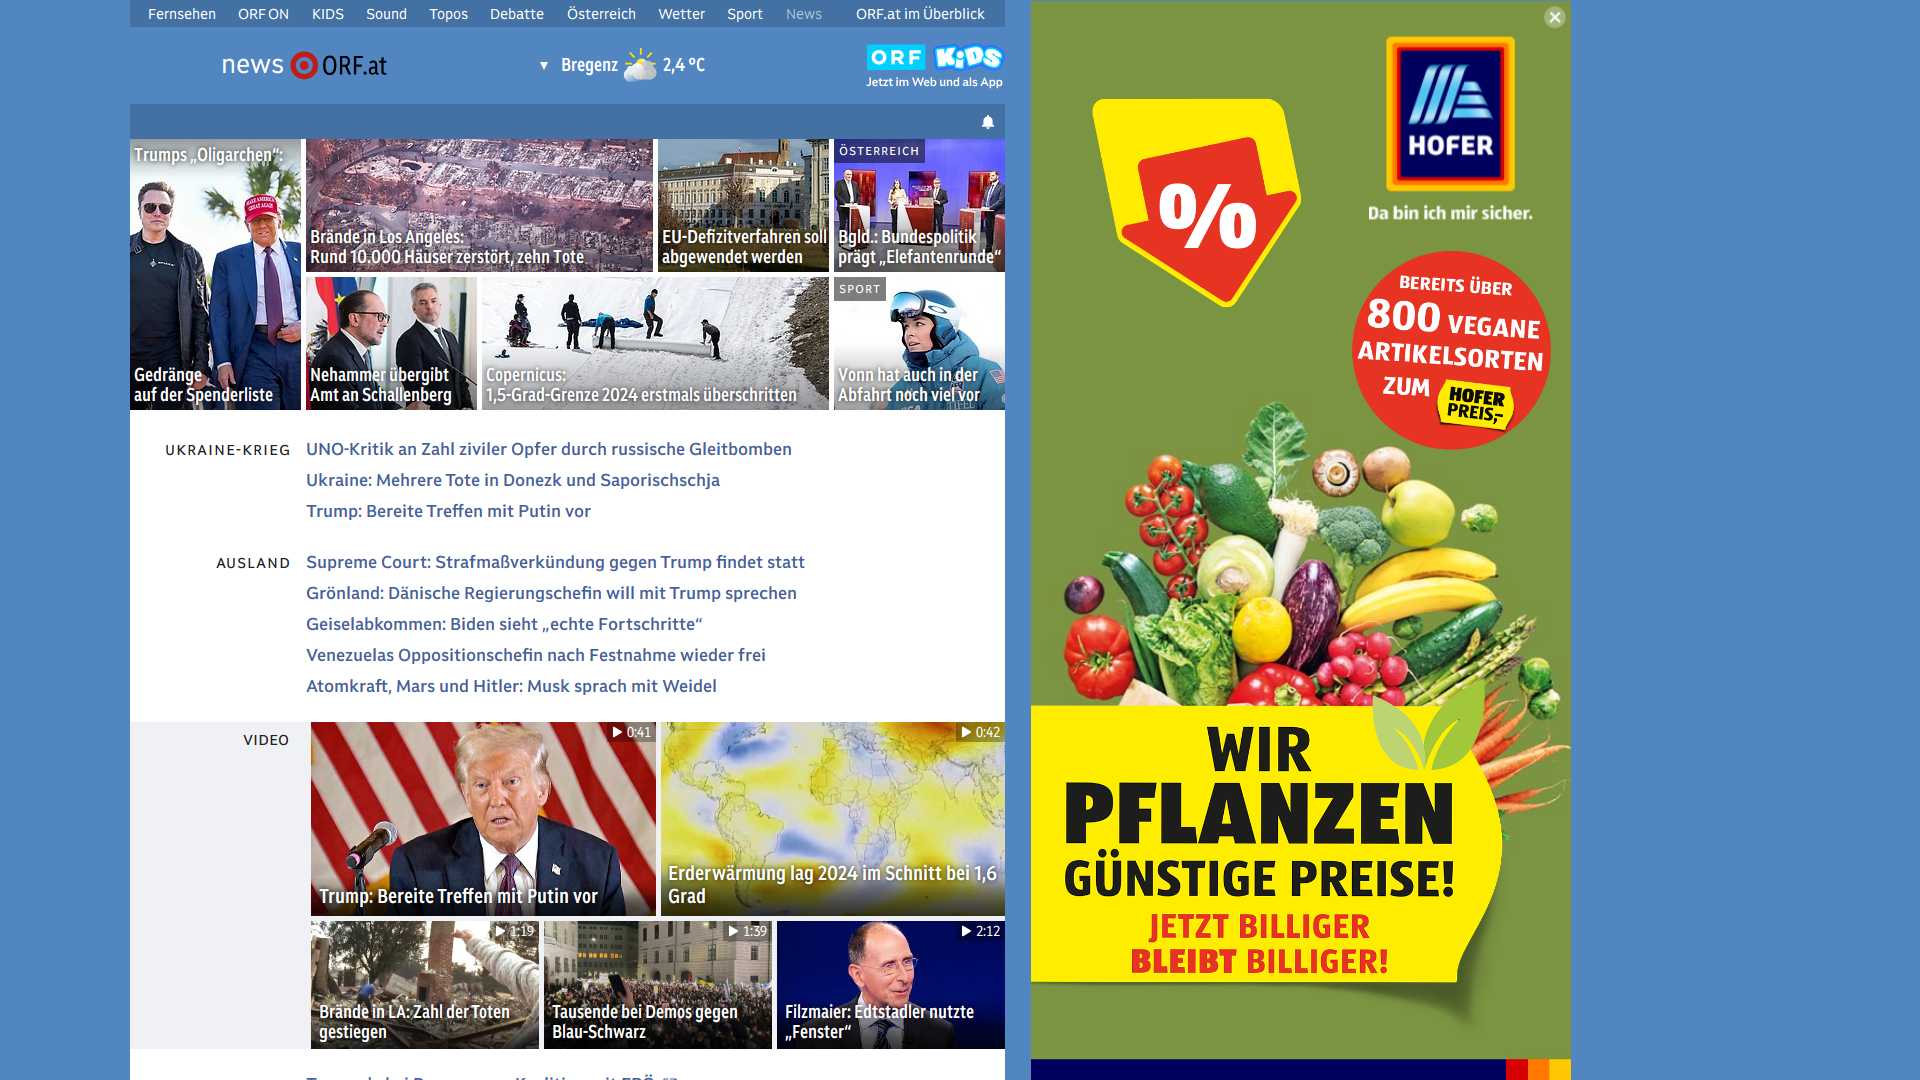 Fernsehen ORF ON KIDS Sound Topos Debatte Österreich Wetter Sport News ORF.at im Überblick
news ORF.at
Bregenz 2,4 °C
ORF KiDS
Jetzt im Web und als App
Trumps „Oligarchen“:
Gedränge
auf der Spenderliste
Brände in Los Angeles:
Rund 10.000 Häuser zerstört, zehn Tote
EU-Defizitverfahren soll
abgewendet werden
ÖSTERREICH
Bgld.: Bundespolitik
prägt „Elefantenrunde“
Nehammer übergibt
Amt an Schallenberg
Copernicus:
1,5-Grad-Grenze 2024 erstmals überschritten
SPORT
Vonn hat auch in der
Abfahrt noch viel vor
UKRAINE-KRIEG
UNO-Kritik an Zahl ziviler Opfer durch russische Gleitbomben
Ukraine: Mehrere Tote in Donezk und Saporischschja
Trump: Bereite Treffen mit Putin vor
AUSLAND
Supreme Court: Strafmaßverkündung gegen Trump findet statt
Grönland: Dänische Regierungschefin will mit Trump sprechen
Geiselabkommen: Biden sieht „echte Fortschritte“
Venezuelas Oppositionschefin nach Festnahme wieder frei
Atomkraft, Mars und Hitler: Musk sprach mit Weidel
VIDEO
0:41
Trump: Bereite Treffen mit Putin vor
0:42
Erderwärmung lag 2024 im Schnitt bei 1,6
Grad
1:19
Brände in LA: Zahl der Toten
gestiegen
1:39
Tausende bei Demos gegen
Blau-Schwarz
2:12
Filzmaier: Edtstadler nutzte
„Fenster“
%
HOFER
Da bin ich mir sicher.
BEREITS ÜBER
800 VEGANE
ARTIKELSORTEN
ZUM HOFER
PREIS,-
WIR
PFLANZEN
GÜNSTIGE PREISE!
JETZT BILLIGER
BLEIBT BILLIGER!